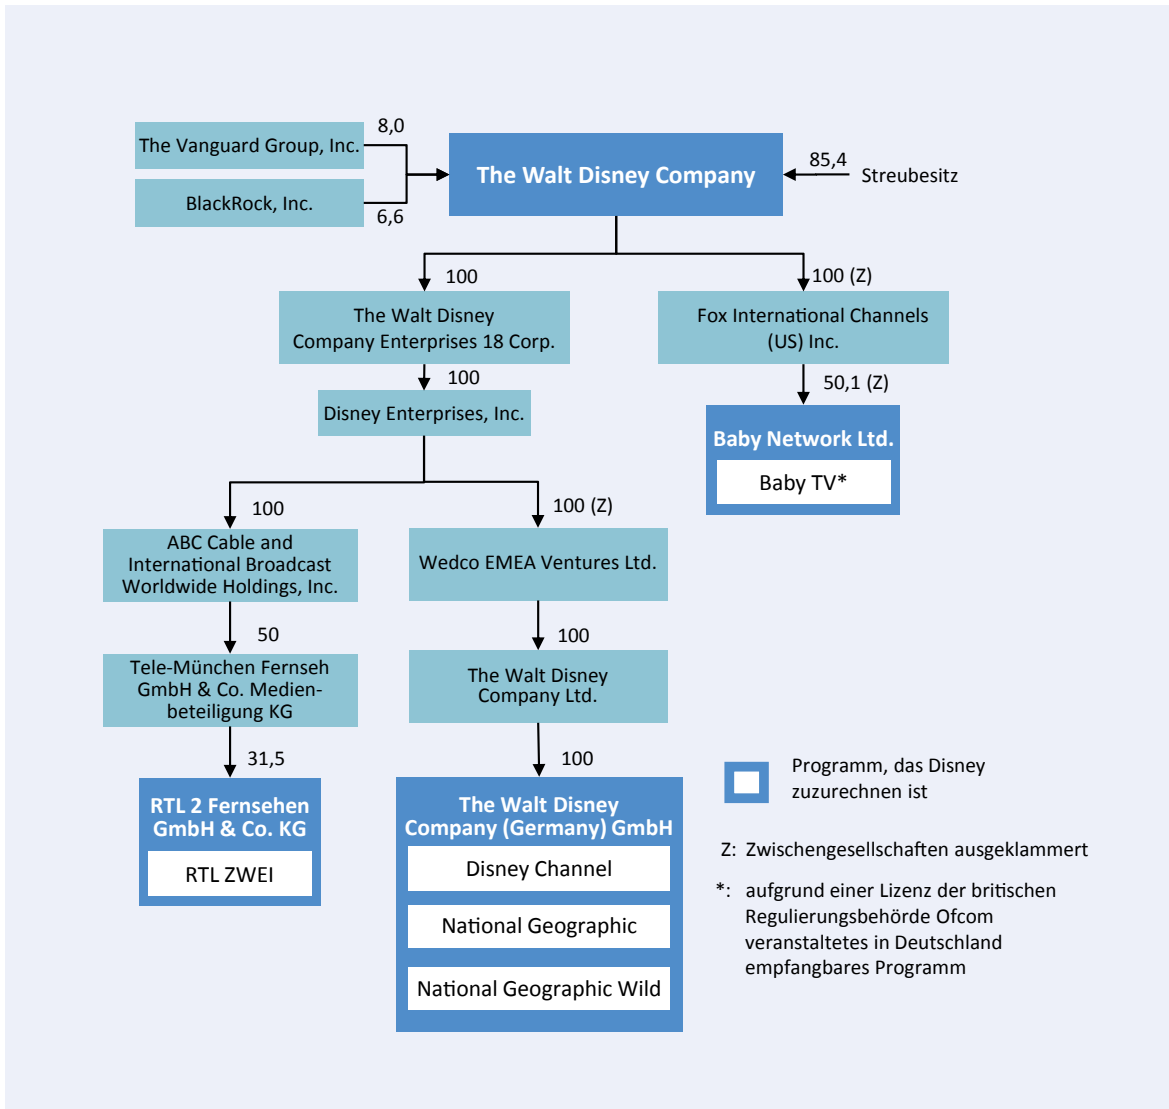 8,0
The Vanguard Group, Inc.
BlackRock, Inc.
6,6
The Walt Disney Company
85,4
Streubesitz
100
100 (Z)
The Walt Disney
Company Enterprises 18 Corp.
Fox International Channels
(US) Inc.
100
50,1 (Z)
Disney Enterprises, Inc.
Baby Network Ltd.
Baby TV*
100
100 (Z)
ABC Cable and
International Broadcast
Worldwide Holdings, Inc.
Wedco EMEA Ventures Ltd.
50
100
Tele-München Fernseh
GmbH & Co. Medien-
beteiligung KG
The Walt Disney
Company Ltd.
31,5
100
RTL 2 Fernsehen
GmbH & Co. KG
RTL ZWEI
The Walt Disney
Company (Germany) GmbH
Disney Channel
National Geographic
National Geographic Wild
Programm, das Disney
zuzurechnen ist
Z: Zwischengesellschaften ausgeklammert
*: aufgrund einer Lizenz der britischen
Regulierungsbehörde Ofcom
veranstaltetes in Deutschland
empfangbares Programm